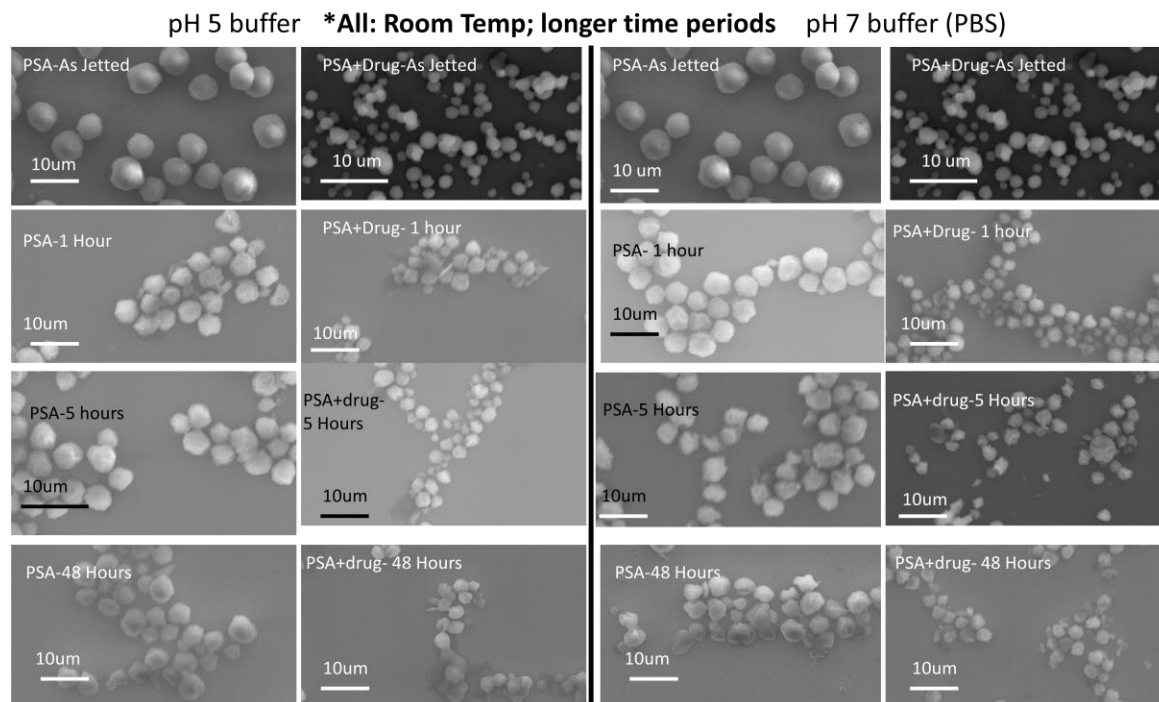 pH 5 buffer *All: Room Temp; longer time periods pH 7 buffer (PBS)
PSA-As Jetted
10um
PSA+Drug-As Jetted
10 um
PSA-As Jetted
10 um
PSA+Drug-As Jetted
10 um
PSA-1 Hour
10um
PSA+Drug- 1 hour
10um
PSA- 1 hour
10um
PSA+Drug- 1 hour
10um
PSA-5 hours
10um
PSA+drug-
5 Hours
10um
PSA-5 Hours
10um
PSA+drug-5 Hours
10um
PSA-48 Hours
10um
PSA+drug- 48 Hours
10um
PSA-48 Hours
10um
PSA+drug- 48 Hours
10um